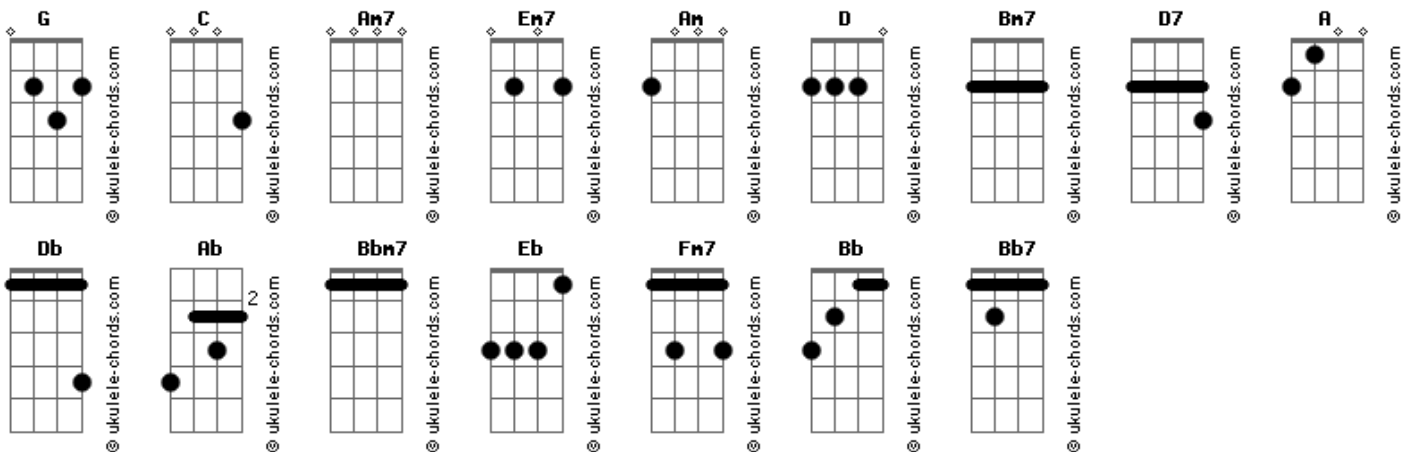 G C Am7 Em7 Am D Bm7 D7 A
© ukulele-chords.com © ukulele-chords.com © ukulele-chords.com © ukulele-chords.com © ukulele-chords.com © ukulele-chords.com © ukulele-chords.com © ukulele-chords.com © ukulele-chords.com
Db Ab Bbm7 Eb Fm7 Bb Bb7
2
© ukulele-chords.com © ukulele-chords.com © ukulele-chords.com © ukulele-chords.com © ukulele-chords.com © ukulele-chords.com © ukulele-chords.com